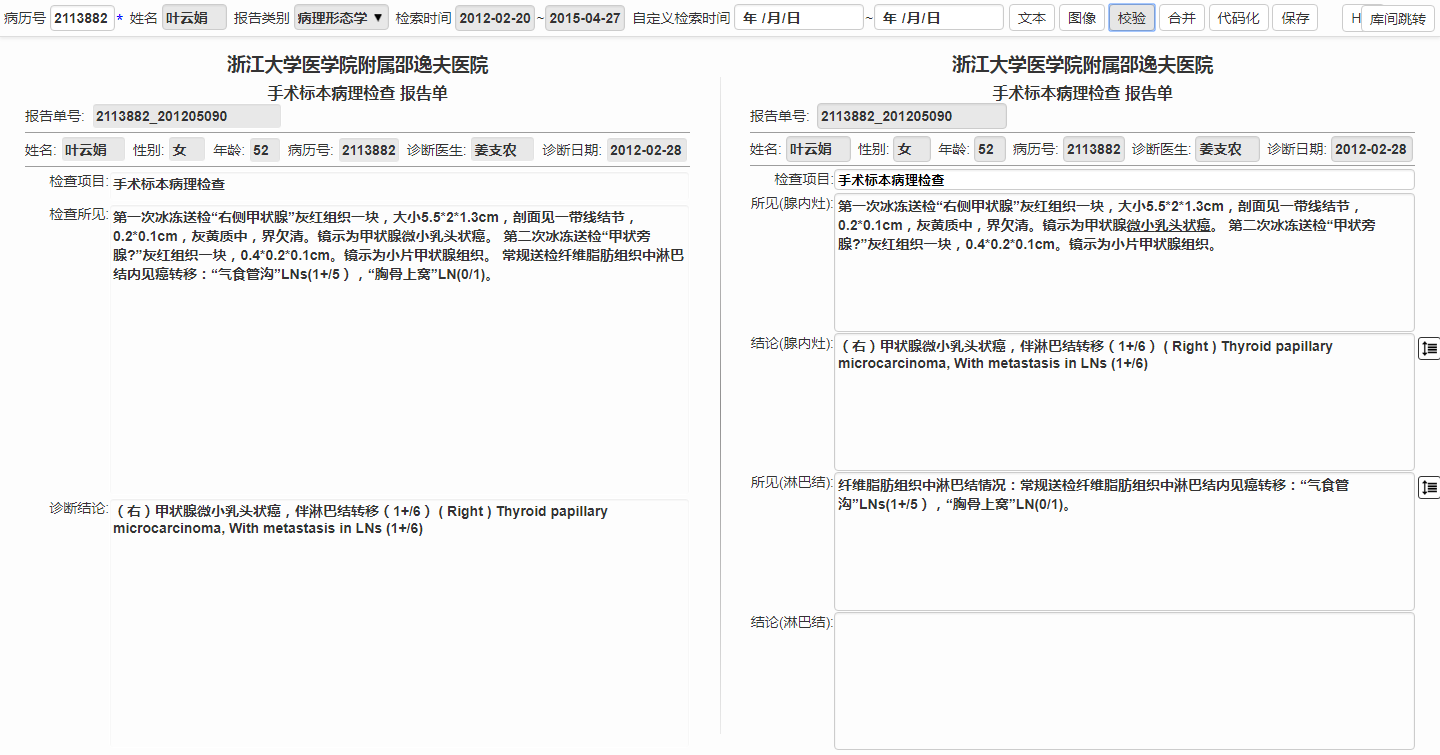 病历号 2113882 * 姓名 叶云娟 报告类别 病理形态学 ▼ 检索时间 2012-02-20 ~ 2015-04-27 自定义检索时间 年 /月/日 ~ 年 /月/日 文本 图像 校验 合并 代码化 保存 H 库间跳转
浙江大学医学院附属邵逸夫医院
手术标本病理检查 报告单
报告单号: 2113882_201205090
姓名: 叶云娟 性别: 女 年龄: 52 病历号: 2113882 诊断医生: 姜支农 诊断日期: 2012-02-28
检查项目: 手术标本病理检查
检查所见: 第一次冰冻送检“右侧甲状腺”灰红组织一块，大小5.5*2*1.3cm，剖面见一带线结节，
0.2*0.1cm，灰黄质中，界欠清。镜示为甲状腺微小乳头状癌。 第二次冰冻送检“甲状旁
腺?”灰红组织一块，0.4*0.2*0.1cm。镜示为小片甲状腺组织。 常规送检纤维脂肪组织中淋巴
结内见癌转移：“气食管沟”LNs(1+/5），“胸骨上窝”LN(0/1)。
诊断结论: （右）甲状腺微小乳头状癌，伴淋巴结转移（1+/6） ( Right ) Thyroid papillary
microcarcinoma, With metastasis in LNs (1+/6)
浙江大学医学院附属邵逸夫医院
手术标本病理检查 报告单
报告单号: 2113882_201205090
姓名: 叶云娟 性别: 女 年龄: 52 病历号: 2113882 诊断医生: 姜支农 诊断日期: 2012-02-28
检查项目: 手术标本病理检查
所见(腺内灶): 第一次冰冻送检“右侧甲状腺”灰红组织一块，大小5.5*2*1.3cm，剖面见一带线结节，
0.2*0.1cm，灰黄质中，界欠清。镜示为甲状腺微小乳头状癌。 第二次冰冻送检“甲状旁
腺?”灰红组织一块，0.4*0.2*0.1cm。镜示为小片甲状腺组织。
结论(腺内灶): （右）甲状腺微小乳头状癌，伴淋巴结转移（1+/6） ( Right ) Thyroid papillary
microcarcinoma, With metastasis in LNs (1+/6)
所见(淋巴结): 纤维脂肪组织中淋巴结情况：常规送检纤维脂肪组织中淋巴结内见癌转移：“气食管
沟”LNs(1+/5），“胸骨上窝”LN(0/1)。
结论(淋巴结):